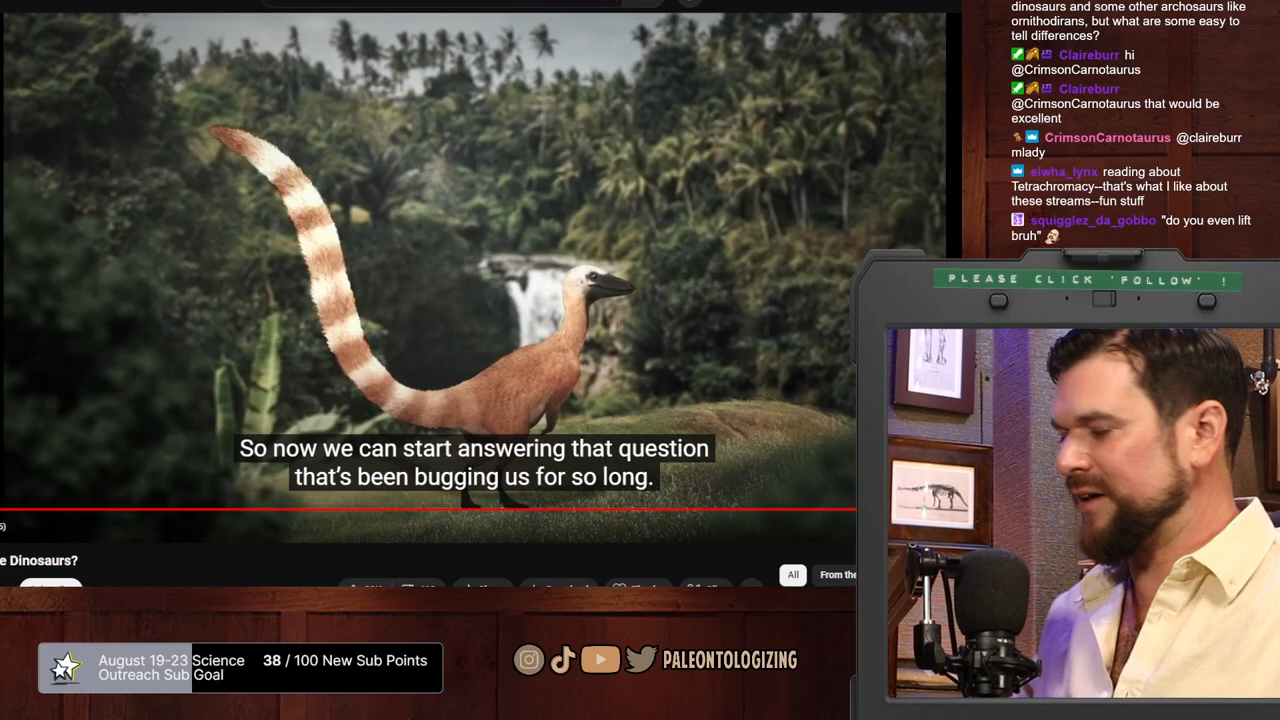 dinosaurs and some other archosaurs like
ornithodirans, but what are some easy to
tell differences?
Claireburr hi
@CrimsonCarnotaurus
Claireburr
@CrimsonCarnotaurus that would be
excellent
CrimsonCarnotaurus @claireburr
mlady
elwha_lynx reading about
Tetrachromacy--that's what I like about
these streams--fun stuff
squigglez_da_gobbo "do you even lift
bruh"
PLEASE CLICK "FOLLOW" !
So now we can start answering that question
that's been bugging us for so long.
e Dinosaurs?
All
From the
August 19-23 Science
Outreach Sub Goal
38 / 100 New Sub Points
PALEONTOLOGIZING